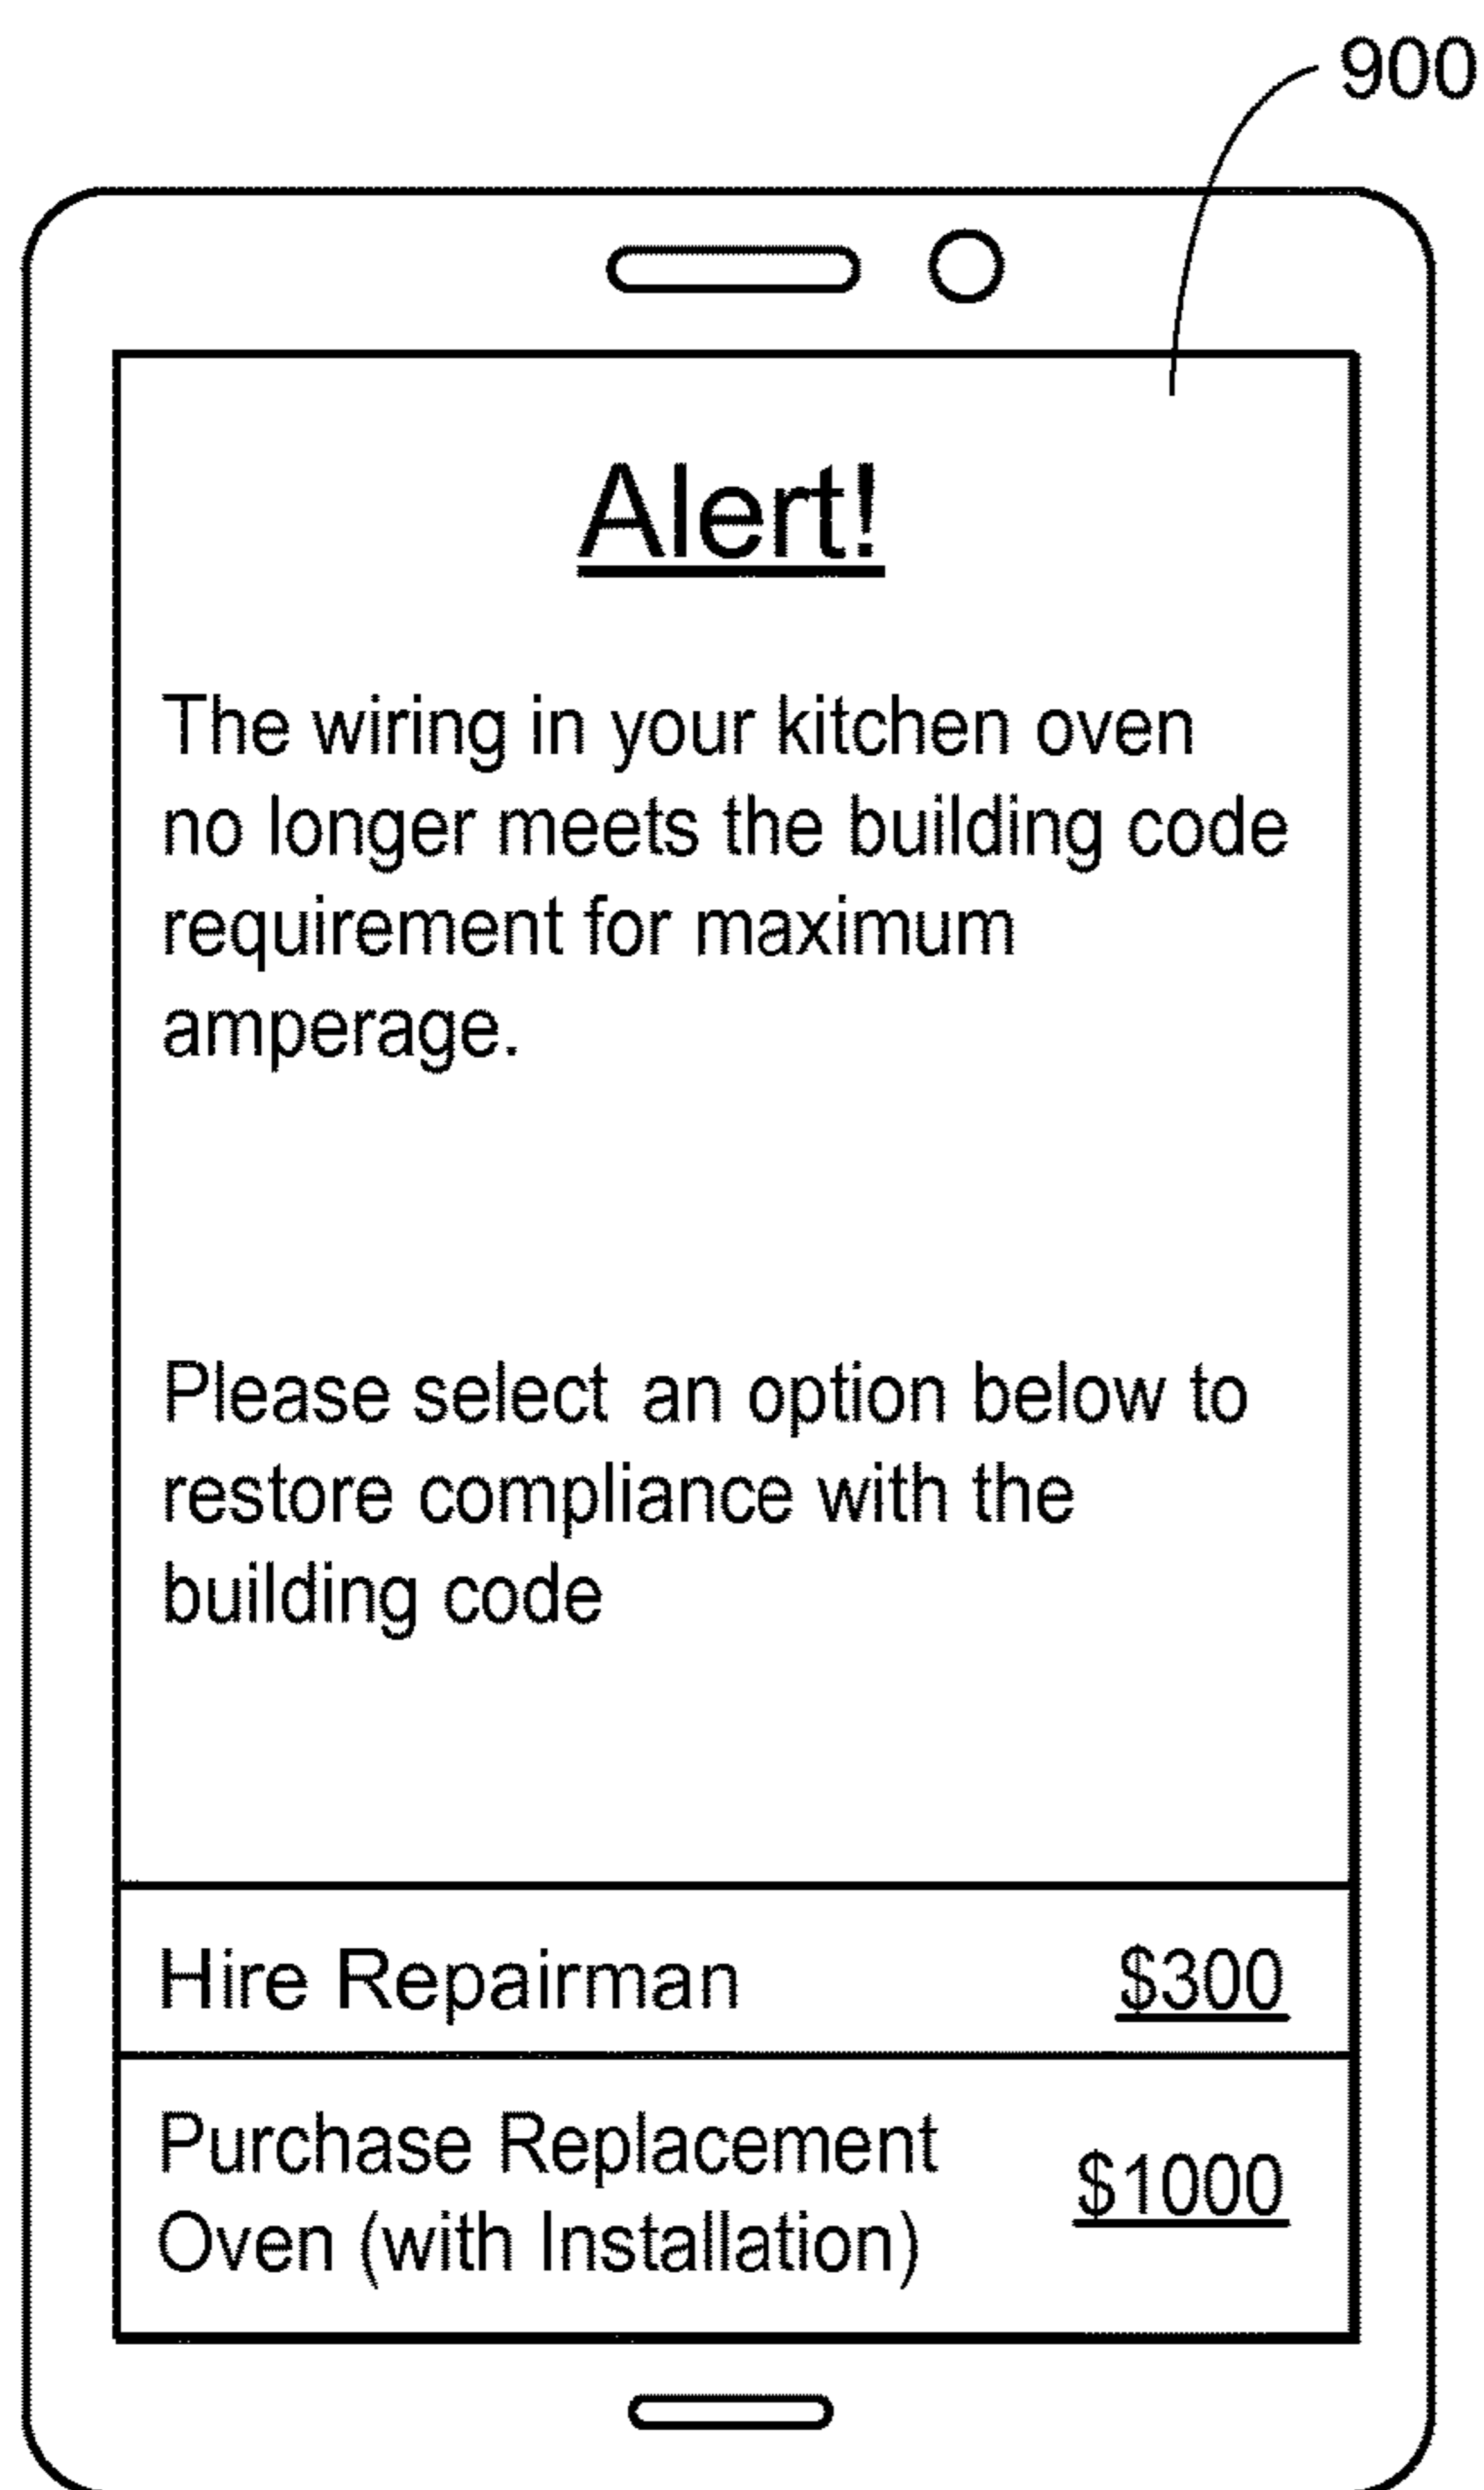 900
Alert!
The wiring in your kitchen oven
no longer meets the building code
requirement for maximum
amperage.
Please select an option below to
restore compliance with the
building code
Hire Repairman $300
Purchase Replacement
Oven (with Installation) $1000